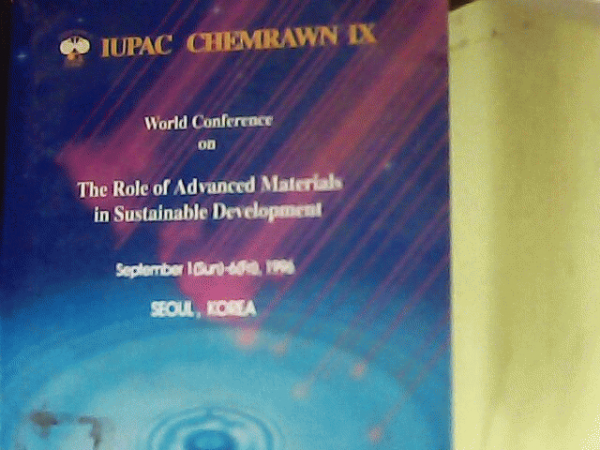 IUPAC CHEMRAWN IX
World Conference
on
The Role of Advanced Materials
in Sustainable Development
September 1(Sun)-6(Fri), 1996
SEOUL, KOREA